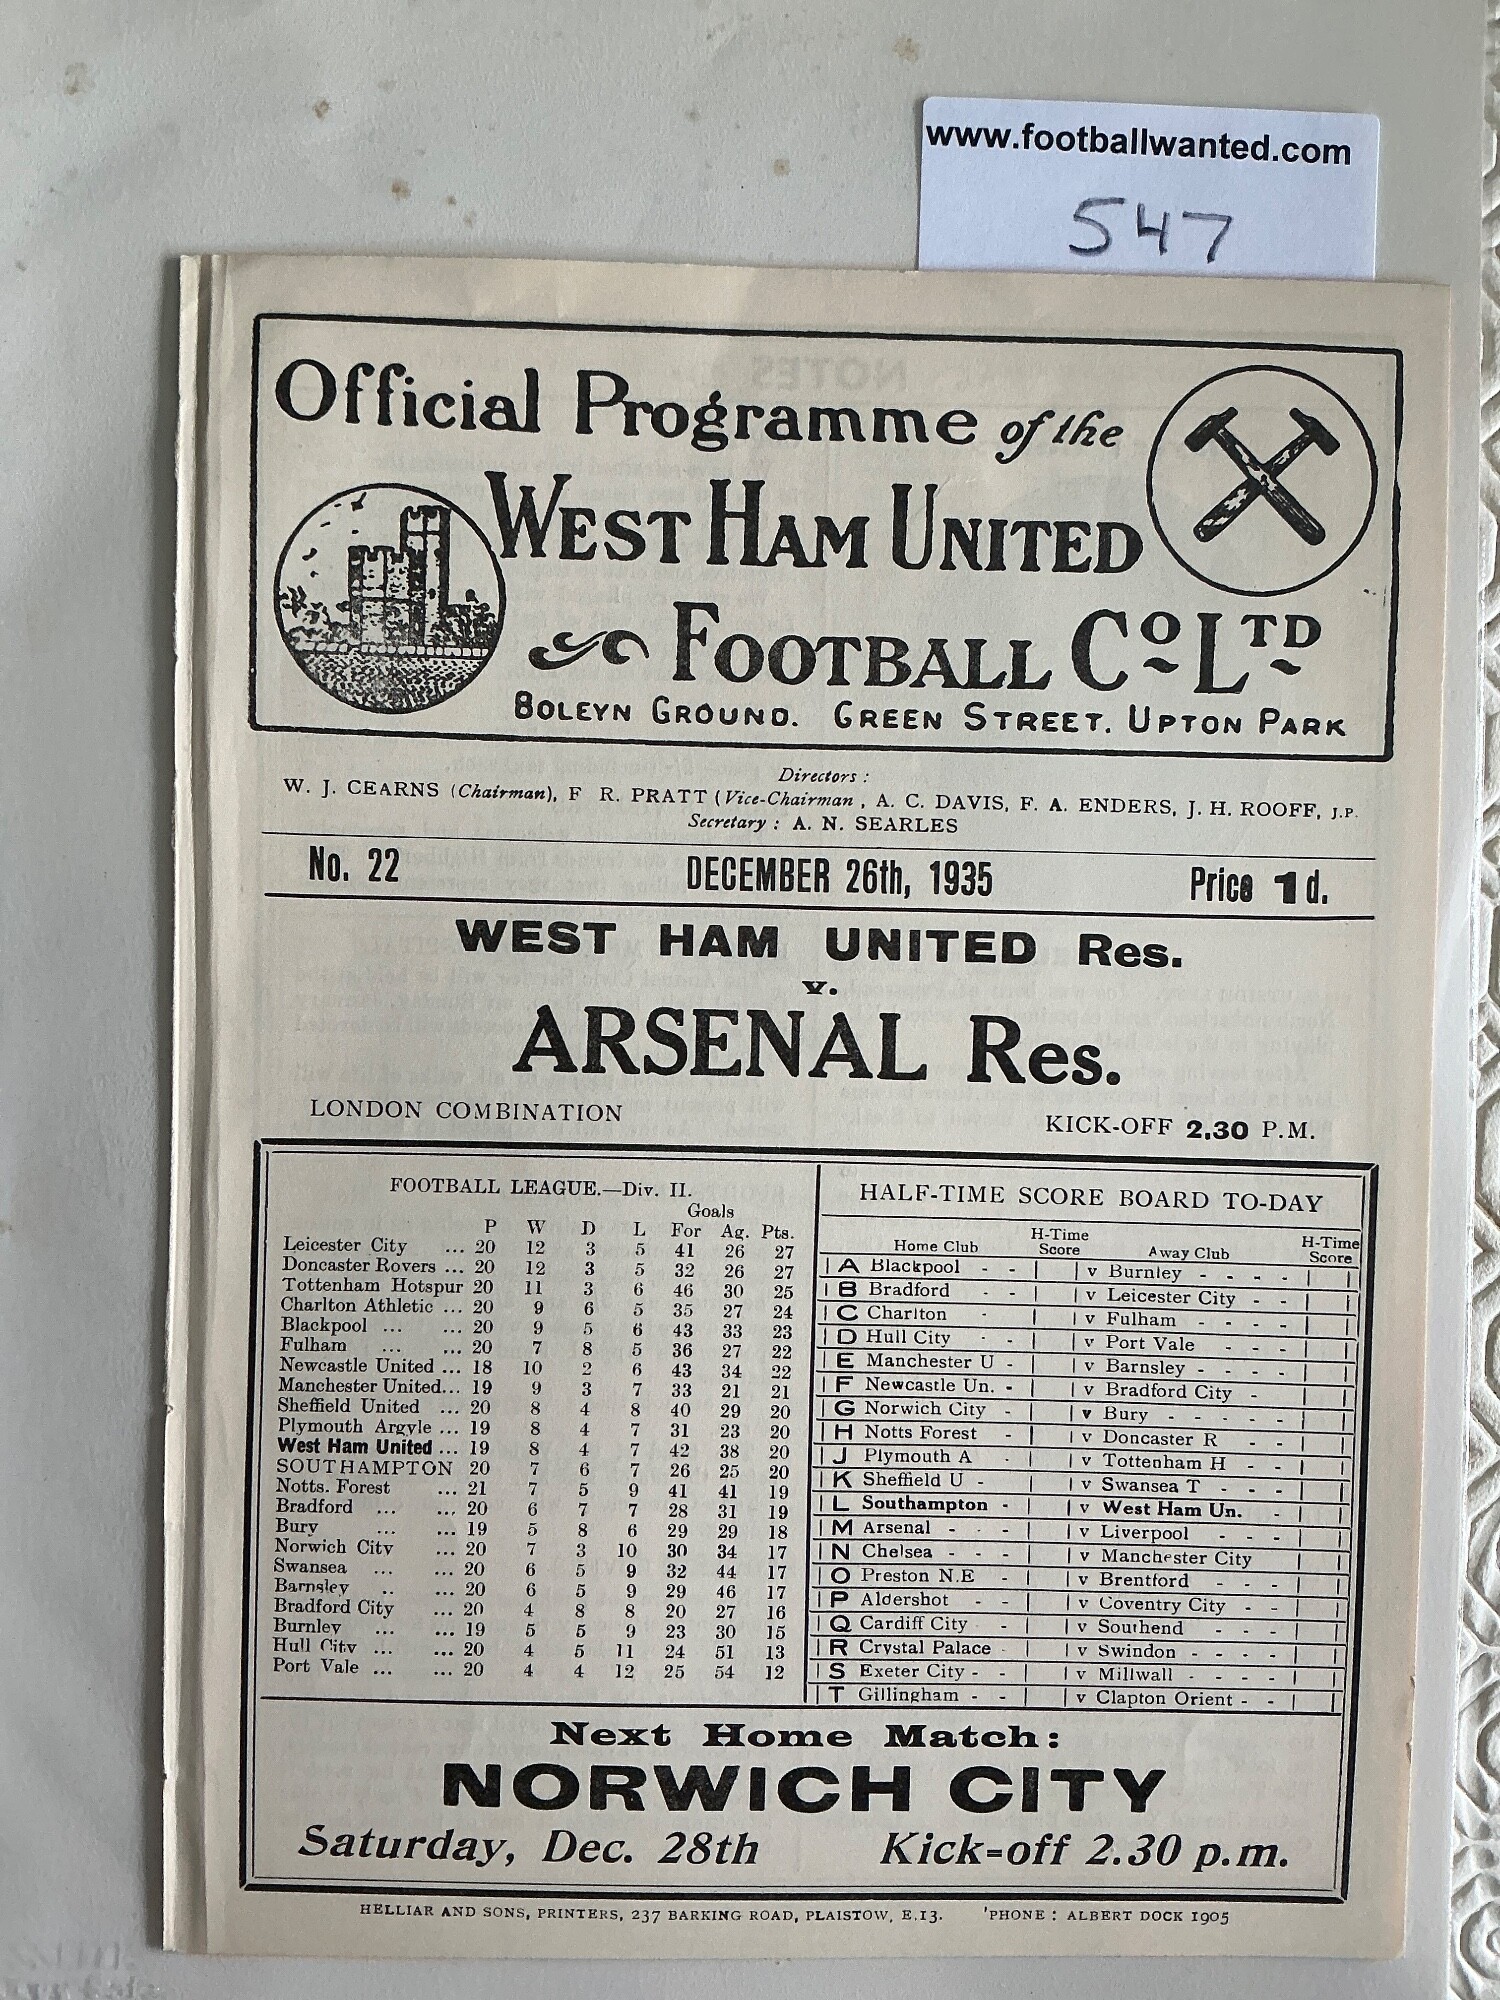 www.footballwanted.com
547
Official Programme of the
WEST HAM UNITED
FOOTBALL CO LTD
BOLEYN GROUND. GREEN STREET. UPTON PARK
Directors :
W. J. CEARNS (Chairman), F R. PRATT (Vice-Chairman , A. C. DAVIS, F. A. ENDERS, J. H. ROOFF, J.P.
Secretary : A. N. SEARLES
No. 22 DECEMBER 26th, 1935 Price 1d.
WEST HAM UNITED Res.
v.
ARSENAL Res.
LONDON COMBINATION KICK-OFF 2.30 P.M.
FOOTBALL LEAGUE.—Div. II.
Goals
P W D L For Ag. Pts.
Leicester City ... 20 12 3 5 41 26 27
Doncaster Rovers ... 20 12 3 5 32 26 27
Tottenham Hotspur 20 11 3 6 46 30 25
Charlton Athletic ... 20 9 6 5 35 27 24
Blackpool ... ... 20 9 5 6 43 33 23
Fulham ... ... 20 7 8 5 36 27 22
Newcastle United ... 18 10 2 6 43 34 22
Manchester United... 19 9 3 7 33 21 21
Sheffield United ... 20 8 4 8 40 29 20
Plymouth Argyle ... 19 8 4 7 31 23 20
West Ham United ... 19 8 4 7 42 38 20
SOUTHAMPTON 20 7 6 7 26 25 20
Notts. Forest ... 21 7 5 9 41 41 19
Bradford ... ... 20 6 7 7 28 31 19
Bury ... ... 19 5 8 6 29 29 18
Norwich City ... 20 7 3 10 30 34 17
Swansea ... ... 20 6 5 9 32 44 17
Barnsley .. ... 20 6 5 9 29 46 17
Bradford City ... 20 4 8 8 20 27 16
Burnley ... ... 19 5 5 9 23 30 15
Hull City ... ... 20 4 5 11 24 51 13
Port Vale ... ... 20 4 4 12 25 54 12
HALF-TIME SCORE BOARD TO-DAY
Home Club H-Time Score Away Club H-Time Score
A Blackpool - - v Burnley - - - -
B Bradford - - v Leicester City - -
C Charlton - v Fulham - - - -
D Hull City - - v Port Vale - - -
E Manchester U - v Barnsley - - - -
F Newcastle Un. - v Bradford City -
G Norwich City - v Bury - - - - -
H Notts Forest - v Doncaster R - -
J Plymouth A - v Tottenham H - -
K Sheffield U - - v Swansea T - - -
L Southampton - v West Ham Un. -
M Arsenal - - - v Liverpool - - -
N Chelsea - - - v Manchester City
O Preston N.E - v Brentford - - -
P Aldershot - - v Coventry City - -
Q Cardiff City - v Southend - - -
R Crystal Palace - v Swindon - - - -
S Exeter City - - v Millwall - - - -
T Gillingham - - v Clapton Orient - -
Next Home Match :
NORWICH CITY
Saturday, Dec. 28th Kick-off 2.30 p.m.
HELLIAR AND SONS, PRINTERS, 237 BARKING ROAD, PLAISTOW, E.13. 'PHONE : ALBERT DOCK 1905